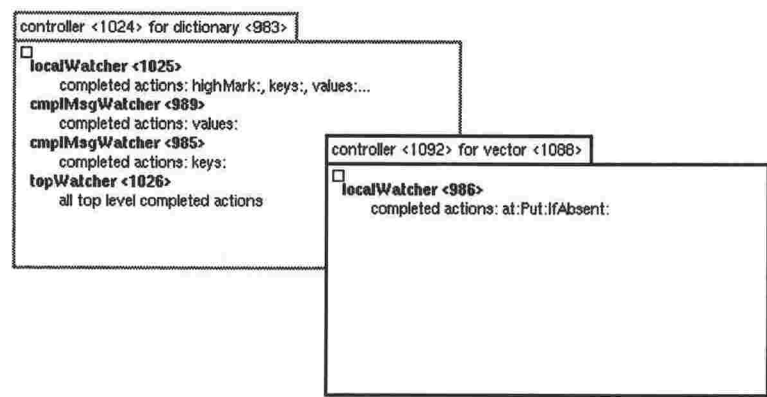 controller <1024> for dictionary <983>
localWatcher <1025>
completed actions: highMark:, keys:, values:...
cmplMsgWatcher <989>
completed actions: values:
cmplMsgWatcher <985>
completed actions: keys:
topWatcher <1026>
all top level completed actions
controller <1092> for vector <1088>
localWatcher <986>
completed actions: at:Put:IfAbsent: